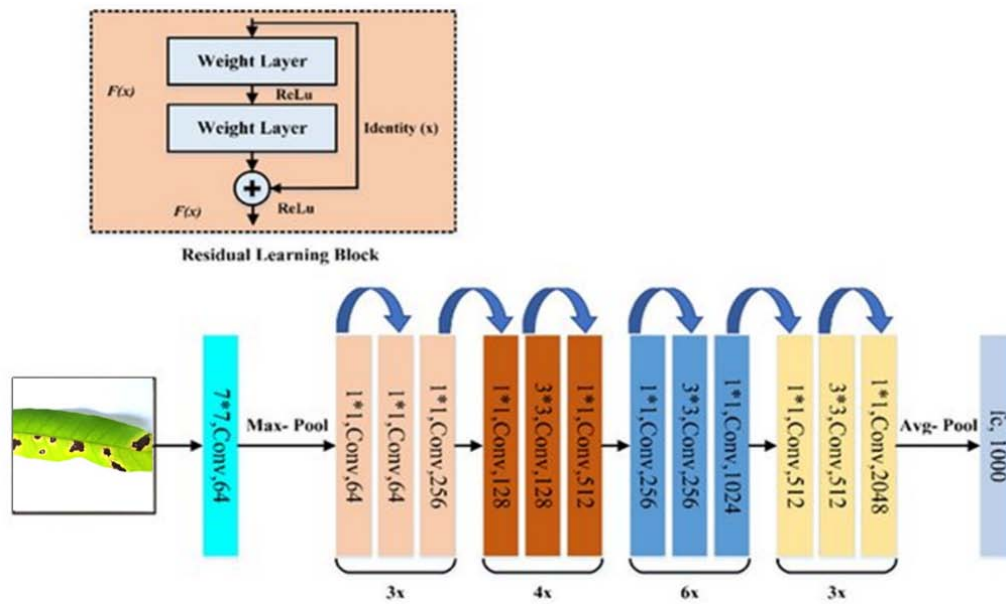 Weight Layer
F(x)
ReLu
Weight Layer
Identity (x)
+
F(x)
ReLu
Residual Learning Block
7*7,Conv,64
Max- Pool
1*1,Conv,64
1*1,Conv,64
1*1,Conv,256
1*1,Conv,128
3*3,Conv,128
1*1,Conv,512
1*1,Conv,256
3*3,Conv,256
1*1,Conv,1024
1*1,Conv,512
3*3,Conv,512
1*1,Conv,2048
Avg- Pool
fc, 1000
3x
4x
6x
3x